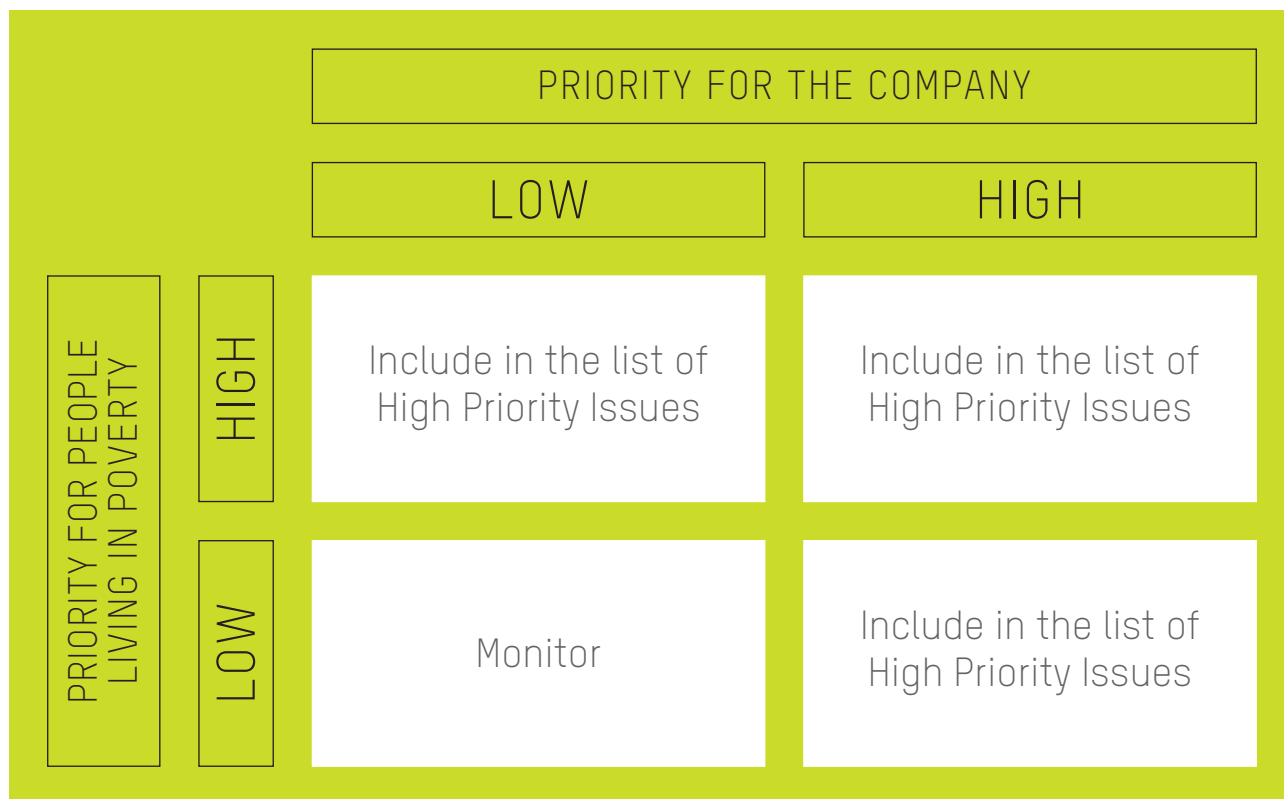 PRIORITY FOR THE COMPANY
LOW
HIGH
PRIORITY FOR PEOPLE
LIVING IN POVERTY
HIGH
Include in the list of
High Priority Issues
Include in the list of
High Priority Issues
LOW
Monitor
Include in the list of
High Priority Issues